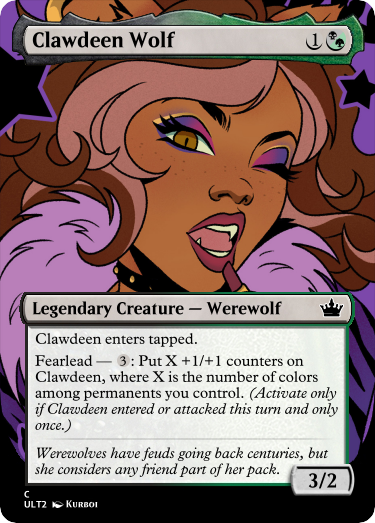 Clawdeen Wolf 1
Legendary Creature — Werewolf
Clawdeen enters tapped.
Fearlead — 3: Put X +1/+1 counters on
Clawdeen, where X is the number of colors
among permanents you control. (Activate only
if Clawdeen entered or attacked this turn and only
once.)
Werewolves have feuds going back centuries, but
she considers any friend part of her pack.
3/2
C
ULT2 Kurboi